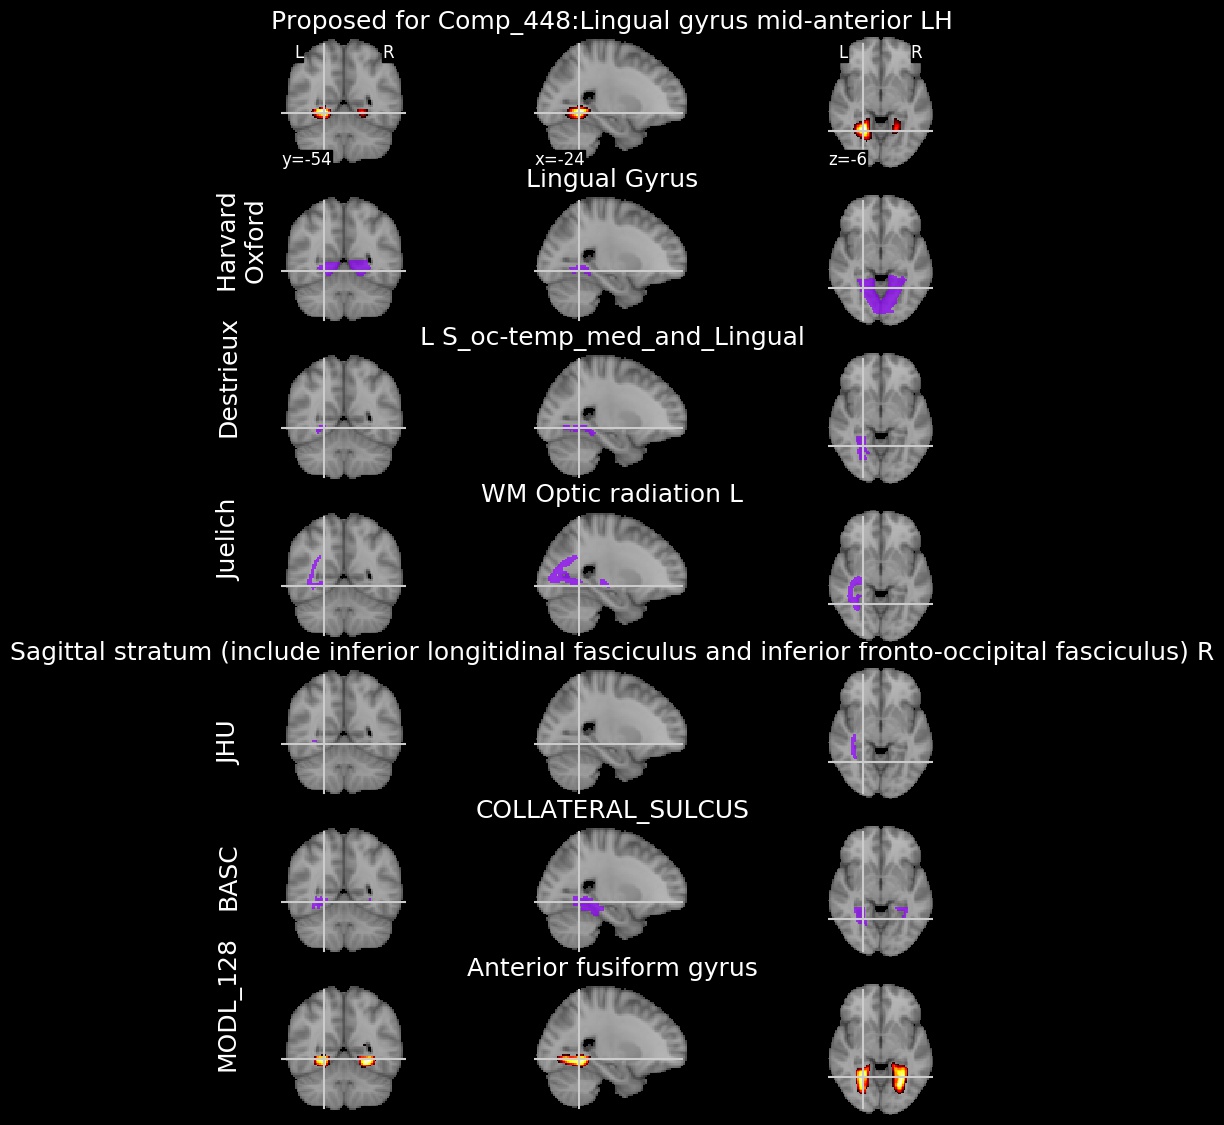 Proposed for Comp_448:Lingual gyrus mid-anterior LH
L R L R
y=-54 x=-24 z=-6
Lingual Gyrus
Harvard
Oxford
L S_oc-temp_med_and_Lingual
Destrieux
WM Optic radiation L
Juelich
Sagittal stratum (include inferior longitidinal fasciculus and inferior fronto-occipital fasciculus) R
JHU
COLLATERAL_SULCUS
BASC
Anterior fusiform gyrus
MODL_128